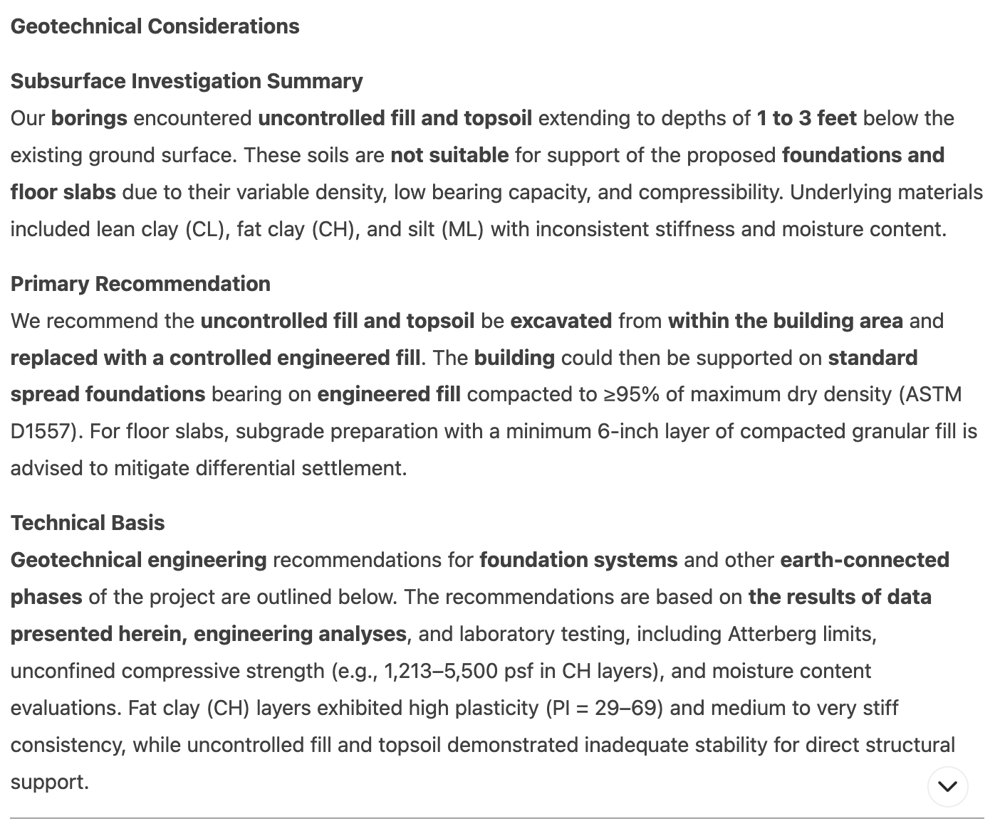 Geotechnical Considerations
Subsurface Investigation Summary
Our borings encountered uncontrolled fill and topsoil extending to depths of 1 to 3 feet below the
existing ground surface. These soils are not suitable for support of the proposed foundations and
floor slabs due to their variable density, low bearing capacity, and compressibility. Underlying materials
included lean clay (CL), fat clay (CH), and silt (ML) with inconsistent stiffness and moisture content.
Primary Recommendation
We recommend the uncontrolled fill and topsoil be excavated from within the building area and
replaced with a controlled engineered fill. The building could then be supported on standard
spread foundations bearing on engineered fill compacted to ≥95% of maximum dry density (ASTM
D1557). For floor slabs, subgrade preparation with a minimum 6-inch layer of compacted granular fill is
advised to mitigate differential settlement.
Technical Basis
Geotechnical engineering recommendations for foundation systems and other earth-connected
phases of the project are outlined below. The recommendations are based on the results of data
presented herein, engineering analyses, and laboratory testing, including Atterberg limits,
unconfined compressive strength (e.g., 1,213–5,500 psf in CH layers), and moisture content
evaluations. Fat clay (CH) layers exhibited high plasticity (PI = 29–69) and medium to very stiff
consistency, while uncontrolled fill and topsoil demonstrated inadequate stability for direct structural
support.